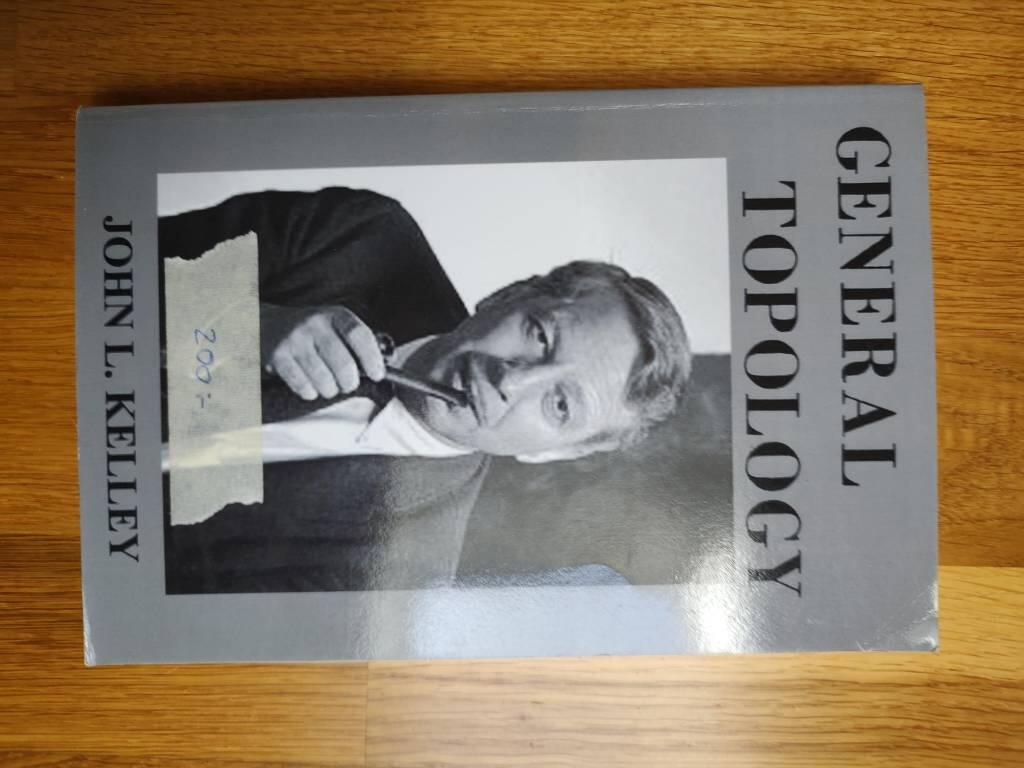 GENERAL
TOPOLOGY
200:-
JOHN L. KELLEY